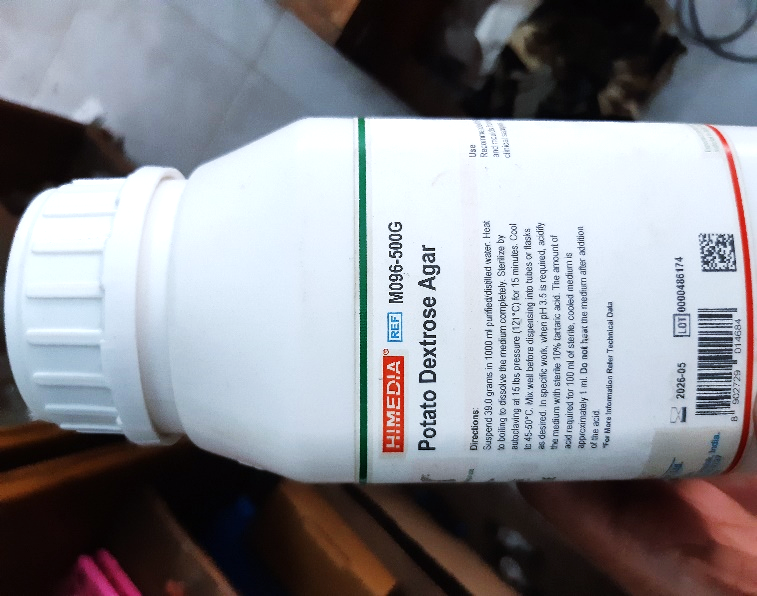 HIMEDIA® REF M096-500G
Potato Dextrose Agar
Directions:
Suspend 39.0 grams in 1000 ml purified/distilled water. Heat
to boiling to dissolve the medium completely. Sterilize by
autoclaving at 15 lbs pressure (121°C) for 15 minutes. Cool
to 45-50°C. Mix well before dispensing into tubes or flasks
as desired. In specific work, when pH 3.5 is required, acidify
the medium with sterile 10% tartaric acid. The amount of
acid required for 100 ml of sterile, cooled medium is
approximately 1 ml. Do not heat the medium after addition
of the acid.
*For More Information Refer Technical Data
Use
and
2026-05
LOT 0000486174
8 902729 014684
India.